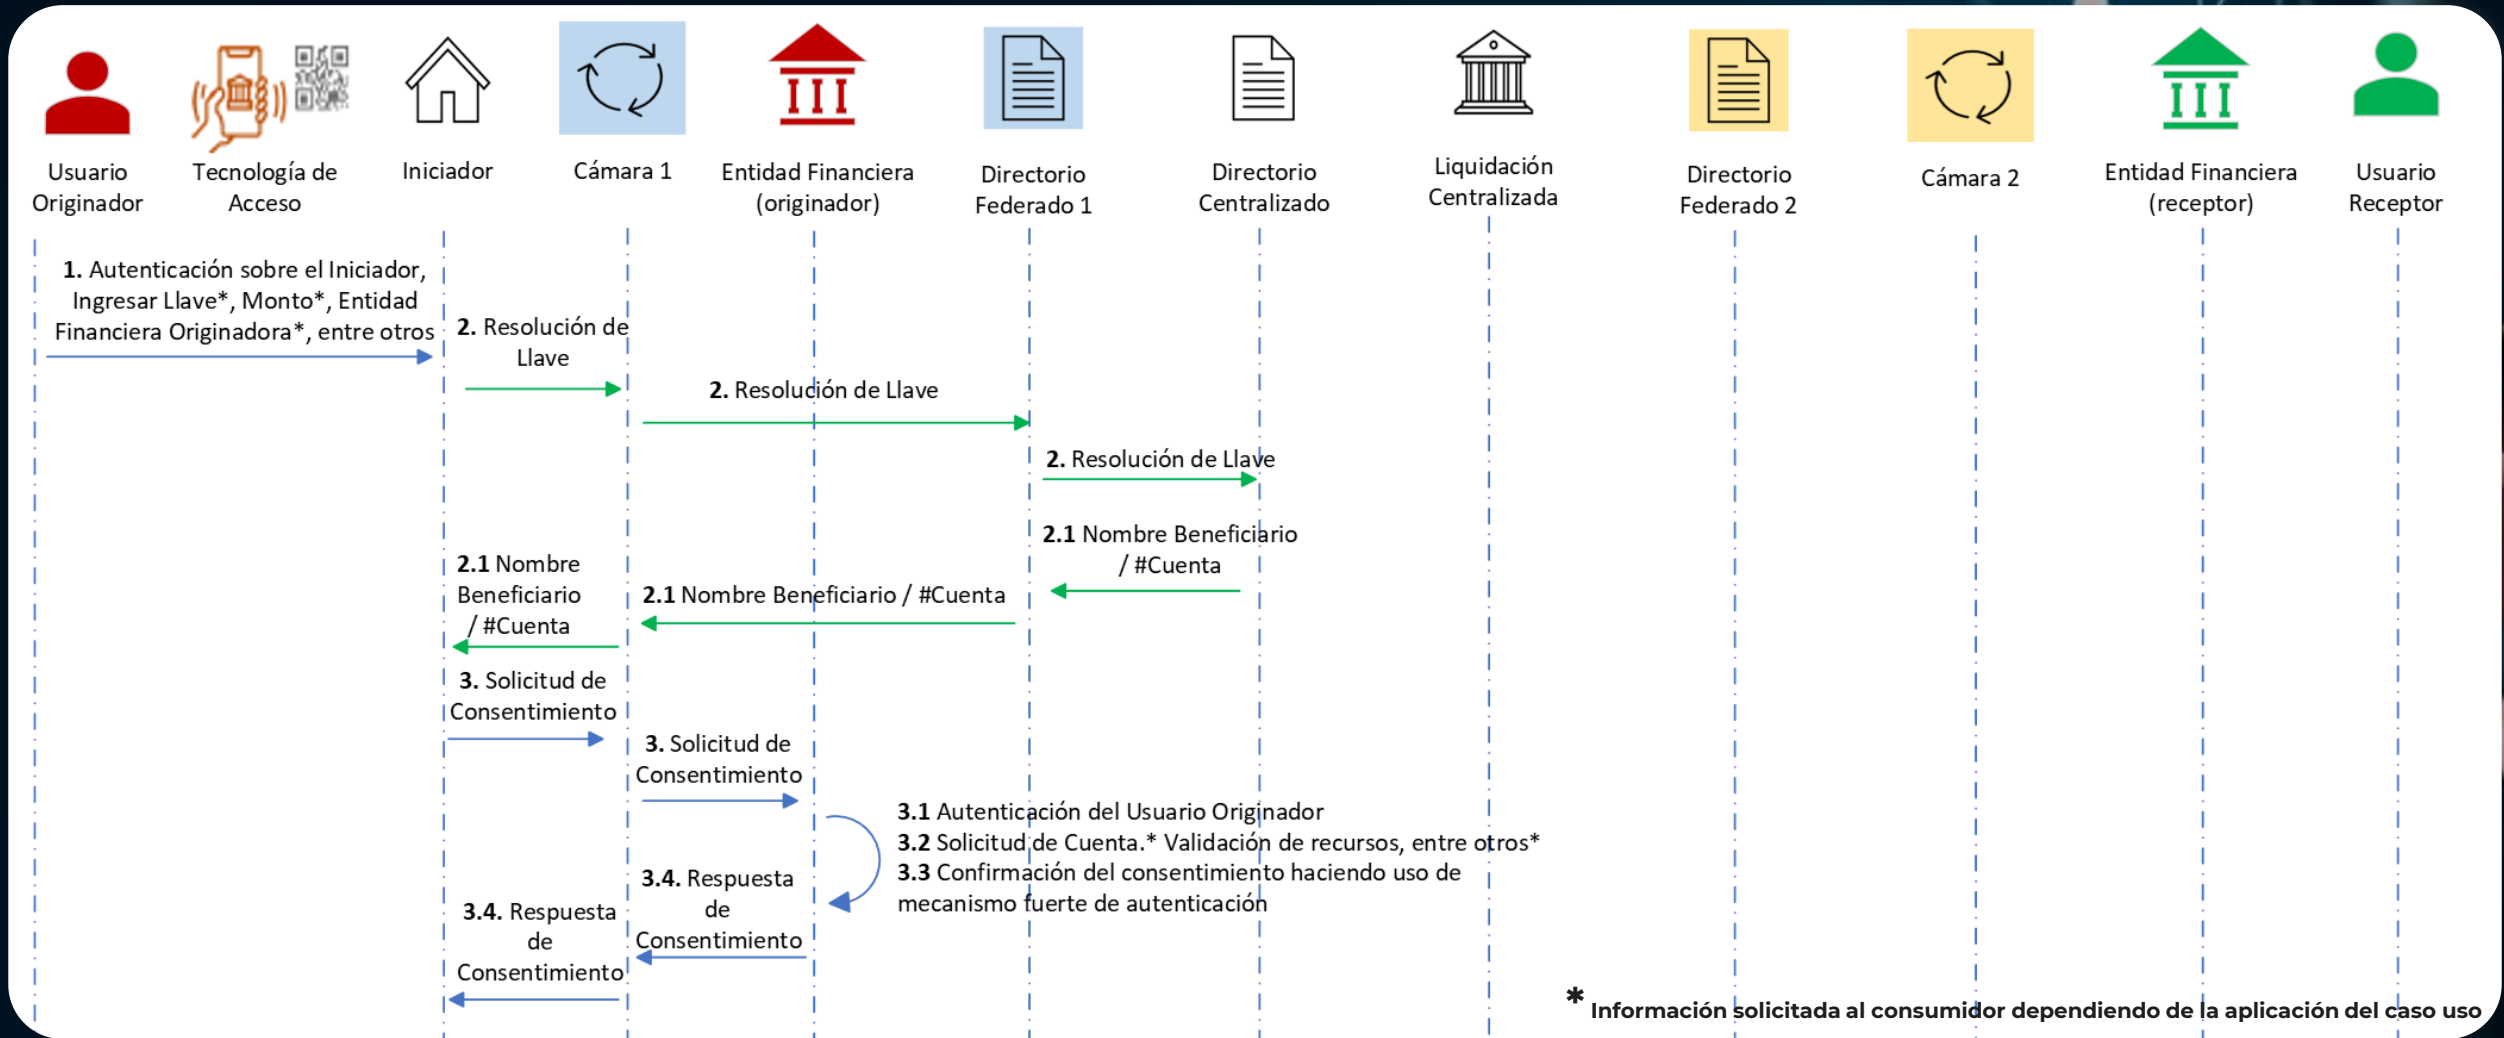 Usuario
Originador
Tecnología de
Acceso
Iniciador
Cámara 1
Entidad Financiera
(originador)
Directorio
Federado 1
Directorio
Centralizado
Liquidación
Centralizada
Directorio
Federado 2
Cámara 2
Entidad Financiera
(receptor)
Usuario
Receptor
1. Autenticación sobre el Iniciador,
Ingresar Llave*, Monto*, Entidad
Financiera Originadora*, entre otros
2. Resolución de
Llave
2. Resolución de Llave
2. Resolución de Llave
2.1 Nombre Beneficiario
/ #Cuenta
2.1 Nombre Beneficiario / #Cuenta
2.1 Nombre
Beneficiario
/ #Cuenta
3. Solicitud de
Consentimiento
3. Solicitud de
Consentimiento
3.1 Autenticación del Usuario Originador
3.2 Solicitud de Cuenta.* Validación de recursos, entre otros*
3.3 Confirmación del consentimiento haciendo uso de
mecanismo fuerte de autenticación
3.4. Respuesta
de
Consentimiento
3.4. Respuesta
de
Consentimiento
* Información solicitada al consumidor dependiendo de la aplicación del caso uso